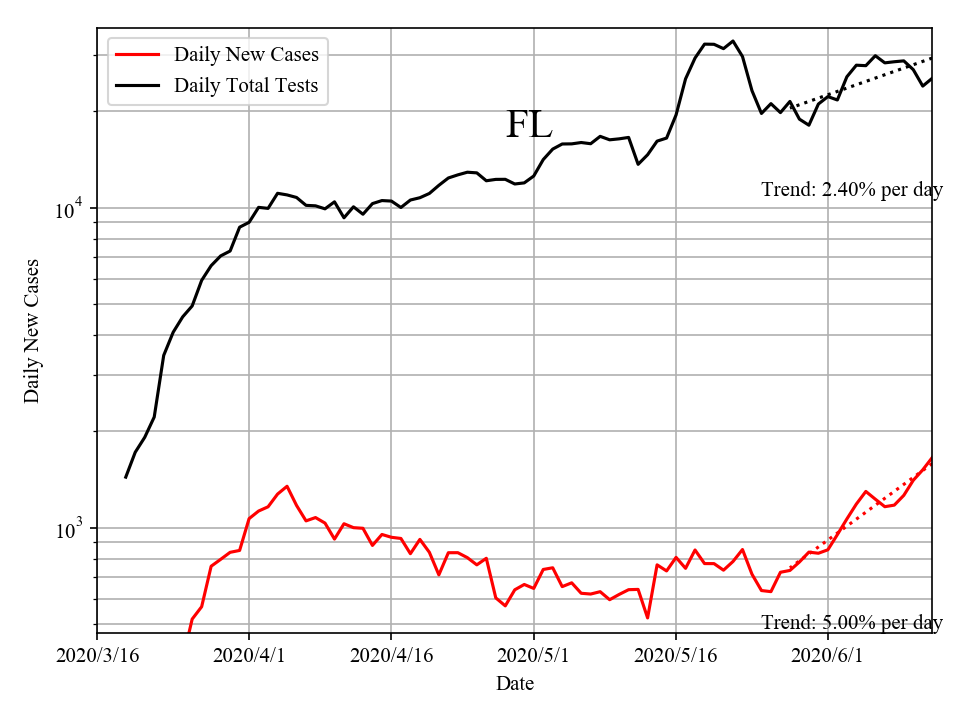 Daily New Cases
Daily Total Tests
FL
10^4
Trend: 2.40% per day
Daily New Cases
10^3
Trend: 5.00% per day
2020/3/16 2020/4/1 2020/4/16 2020/5/1 2020/5/16 2020/6/1
Date